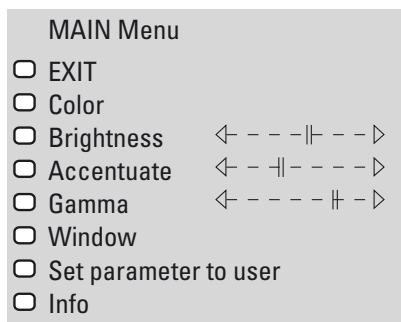 MAIN Menu
EXIT
Color
Brightness
Accentuate
Gamma
Window
Set parameter to user
Info